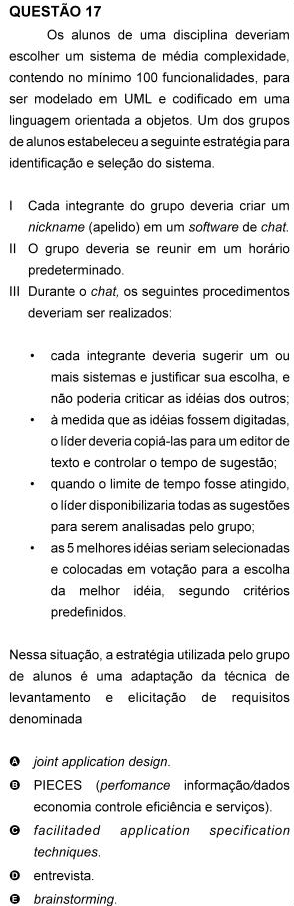 QUESTÃO 17
Os alunos de uma disciplina deveriam
escolher um sistema de média complexidade,
contendo no mínimo 100 funcionalidades, para
ser modelado em UML e codificado em uma
linguagem orientada a objetos. Um dos grupos
de alunos estabeleceu a seguinte estratégia para
identificação e seleção do sistema.
I Cada integrante do grupo deveria criar um
nickname (apelido) em um software de chat.
II O grupo deveria se reunir em um horário
predeterminado.
III Durante o chat, os seguintes procedimentos
deveriam ser realizados:
• cada integrante deveria sugerir um ou
mais sistemas e justificar sua escolha, e
não poderia criticar as idéias dos outros;
• à medida que as idéias fossem digitadas,
o líder deveria copiá-las para um editor de
texto e controlar o tempo de sugestão;
• quando o limite de tempo fosse atingido,
o líder disponibilizaria todas as sugestões
para serem analisadas pelo grupo;
• as 5 melhores idéias seriam selecionadas
e colocadas em votação para a escolha
da melhor idéia, segundo critérios
predefinidos.
Nessa situação, a estratégia utilizada pelo grupo
de alunos é uma adaptação da técnica de
levantamento e elicitação de requisitos
denominada
A joint application design.
B PIECES (perfomance informação/dados
economia controle eficiência e serviços).
C facilitaded application specification
techniques.
D entrevista.
E brainstorming.